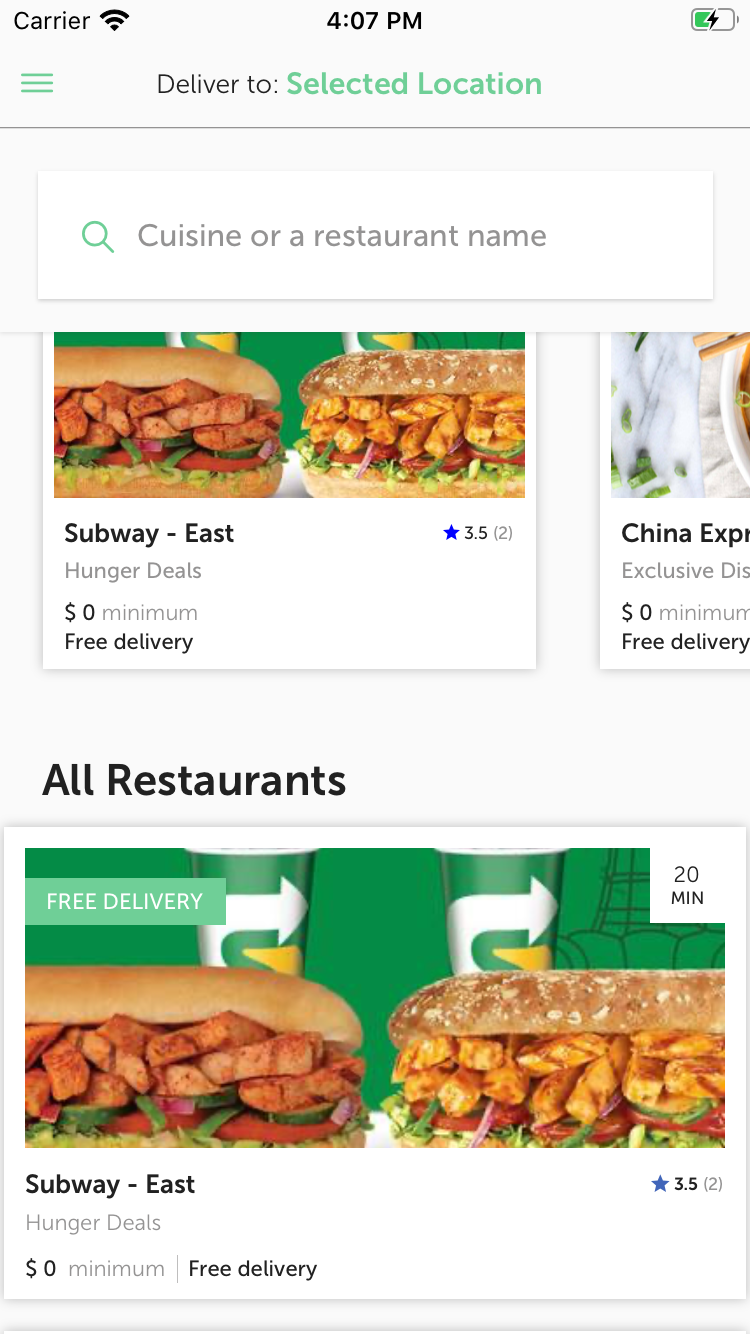 Carrier
4:07 PM
Deliver to: Selected Location
Cuisine or a restaurant name
Subway - East
3.5 (2)
Hunger Deals
$ 0 minimum
Free delivery
China Expr
Exclusive Dis
$ 0 minimum
Free delivery
All Restaurants
FREE DELIVERY
20
MIN
Subway - East
3.5 (2)
Hunger Deals
$ 0 minimum
Free delivery